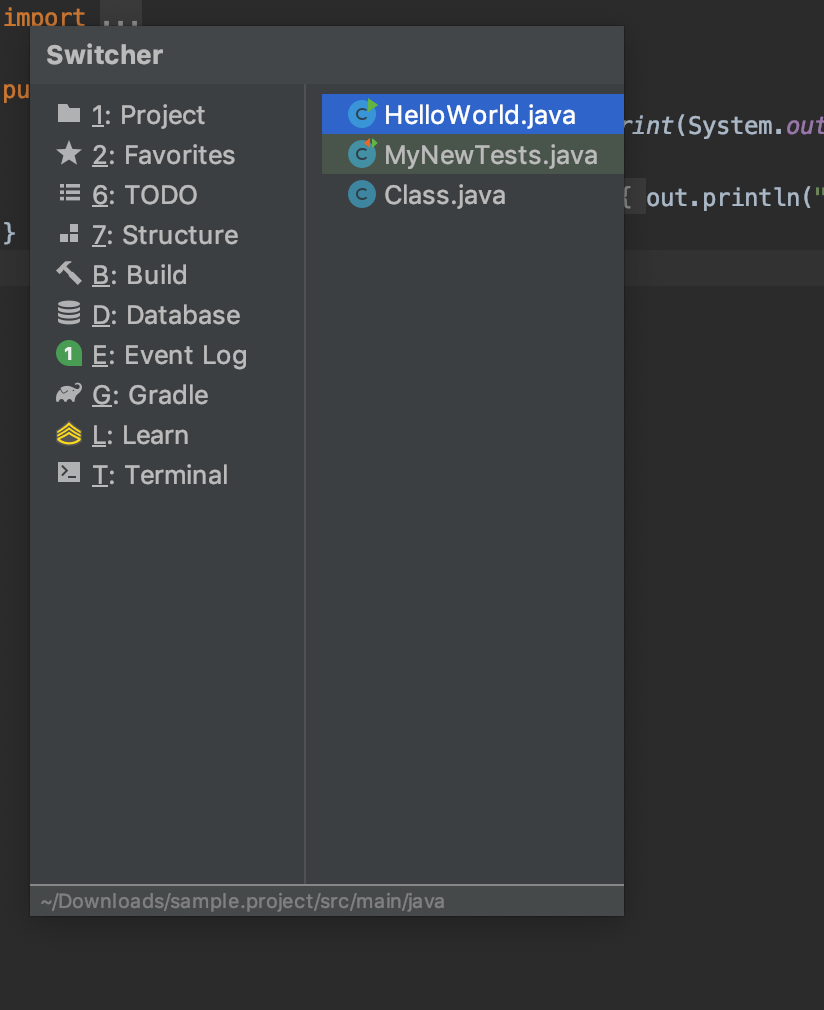 import ...
Switcher
pu
1: Project
2: Favorites
6: TODO
7: Structure
B: Build
D: Database
1 E: Event Log
G: Gradle
L: Learn
T: Terminal
C HelloWorld.java
C MyNewTests.java
C Class.java
rint(System.out
{ out.println("
}
~/Downloads/sample.project/src/main/java